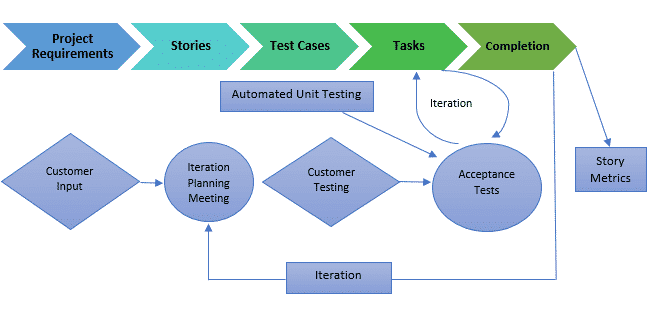 Project
Requirements
Stories
Test Cases
Tasks
Completion
Automated Unit Testing
Iteration
Customer
Input
Iteration
Planning
Meeting
Customer
Testing
Acceptance
Tests
Story
Metrics
Iteration